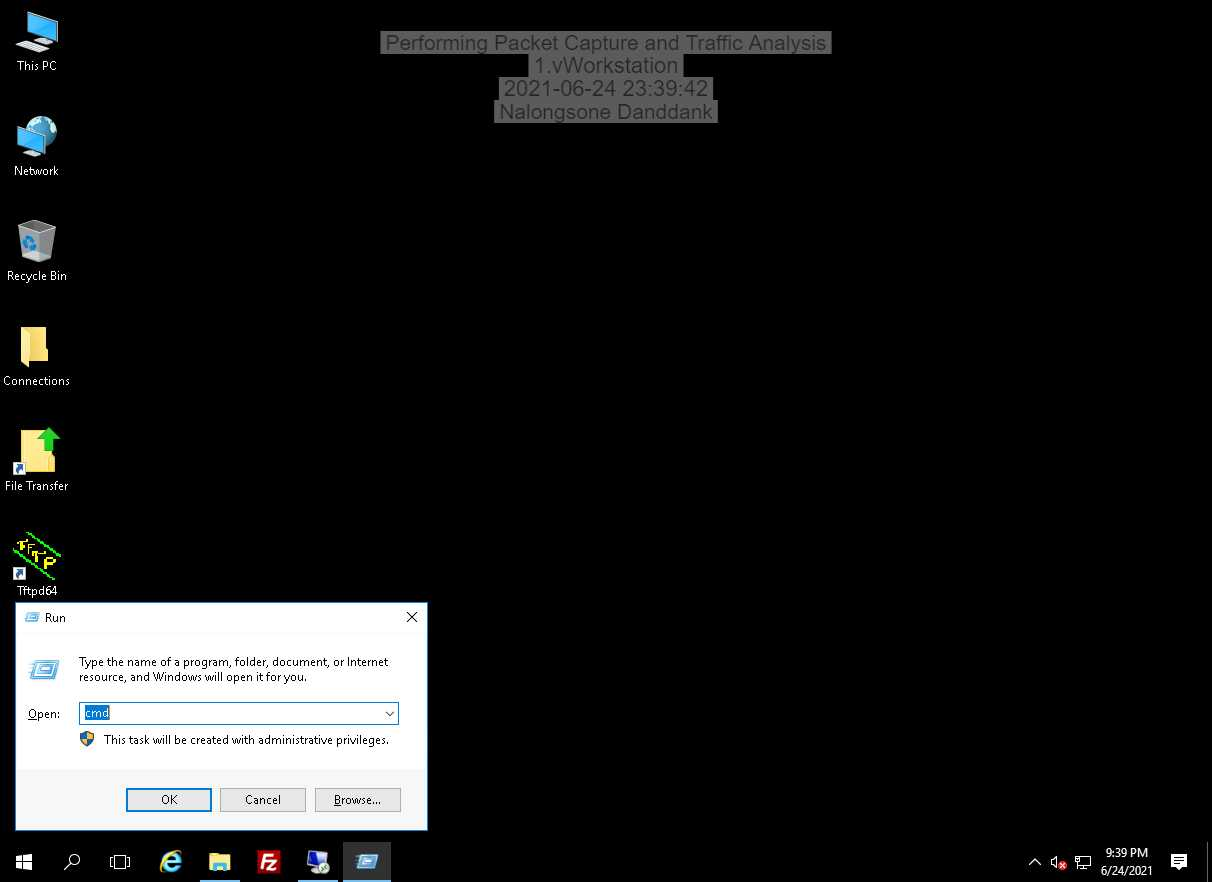 Performing Packet Capture and Traffic Analysis
1.vWorkstation
2021-06-24 23:39:42
Nalongsone Danddank
This PC
Network
Recycle Bin
Connections
File Transfer
TFTP
Tftpd64
Run
Type the name of a program, folder, document, or Internet
resource, and Windows will open it for you.
Open: cmd
This task will be created with administrative privileges.
OK Cancel Browse...
Fz
9:39 PM
6/24/2021